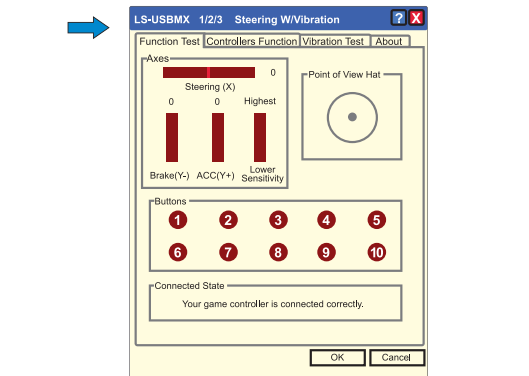 LS-USBMX 1/2/3 Steering W/Vibration ? X
Function Test Controllers Function Vibration Test About
Axes
0
Steering (X)
Point of View Hat
0 0 Highest
Brake(Y-) ACC(Y+) Lower Sensitivity
Buttons
1 2 3 4 5
6 7 8 9 10
Connected State
Your game controller is connected correctly.
OK Cancel